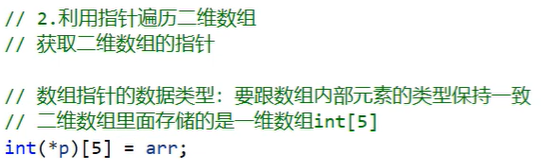 // 2.利用指针遍历二维数组
// 获取二维数组的指针
// 数组指针的数据类型：要跟数组内部元素的类型保持一致
// 二维数组里面存储的是一维数组int[5]
int(*p)[5] = arr;